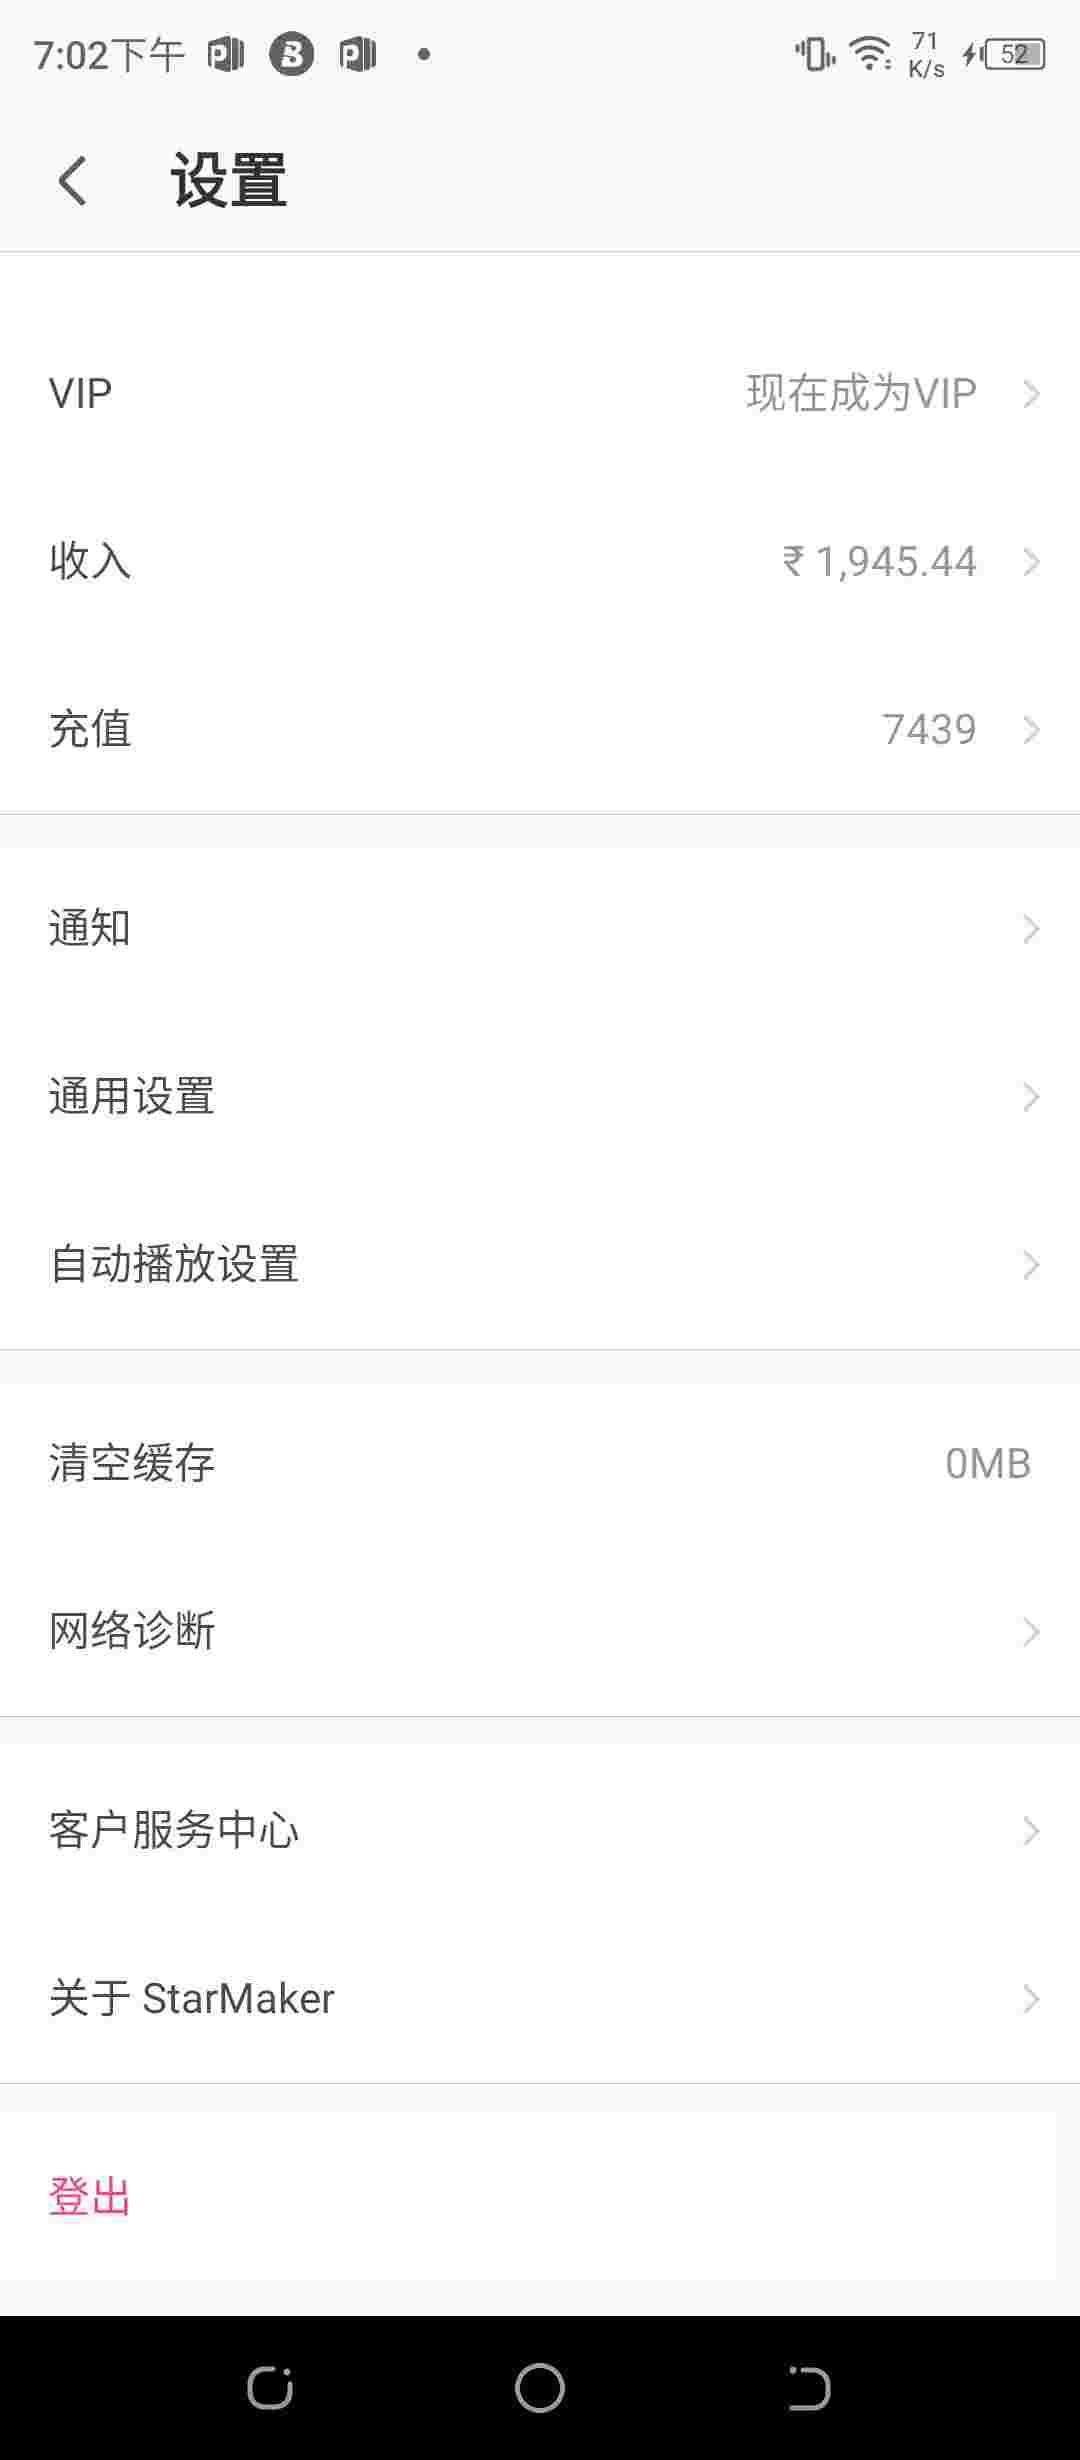 7:02下午
71
K/s
52
设置
VIP 现在成为VIP
收入 ₹ 1,945.44
充值 7439
通知
通用设置
自动播放设置
清空缓存 0MB
网络诊断
客户服务中心
关于 StarMaker
登出